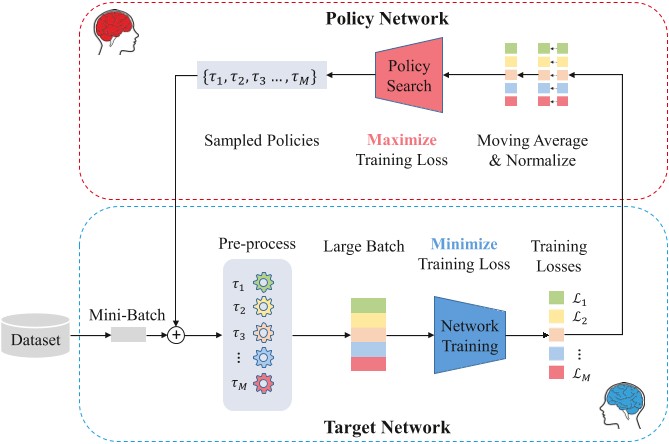 Policy Network
{τ1, τ2, τ3 ..., τM}
Policy
Search
Sampled Policies
Maximize
Training Loss
Moving Average
& Normalize
Pre-process
Large Batch
Minimize
Training Loss
Training
Losses
Dataset
Mini-Batch
+
τ1
τ2
τ3
⋮
τM
Network
Training
ℒ1
ℒ2
⋮
ℒM
Target Network